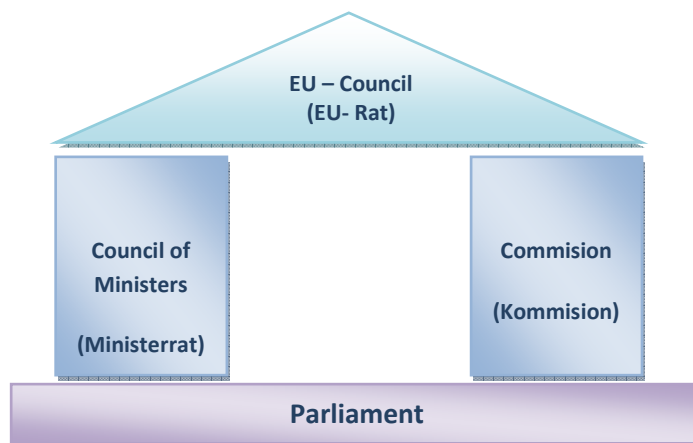 EU – Council
(EU- Rat)
Council of
Ministers
(Ministerrat)
Commision
(Kommision)
Parliament